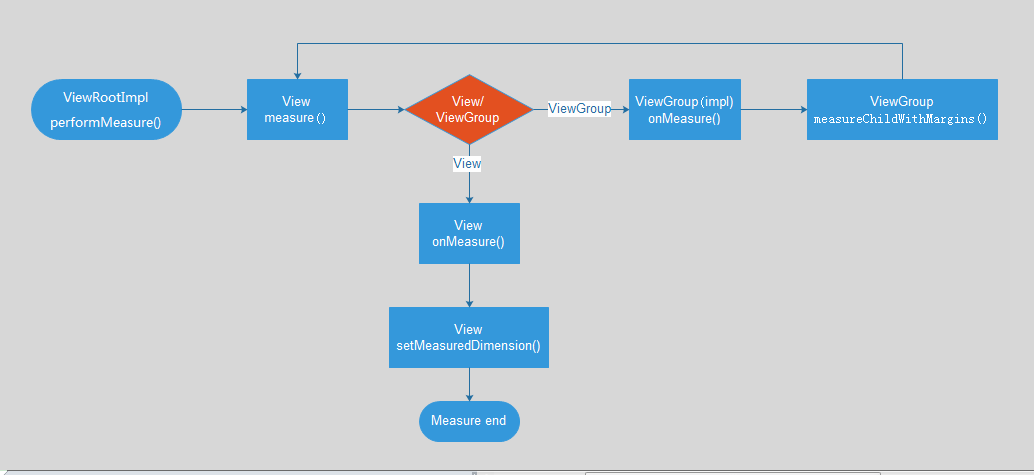 ViewRootImpl
performMeasure()
View
measure()
View/
ViewGroup
ViewGroup
ViewGroup(impl)
onMeasure()
ViewGroup
measureChildWithMargins()
View
View
onMeasure()
View
setMeasuredDimension()
Measure end